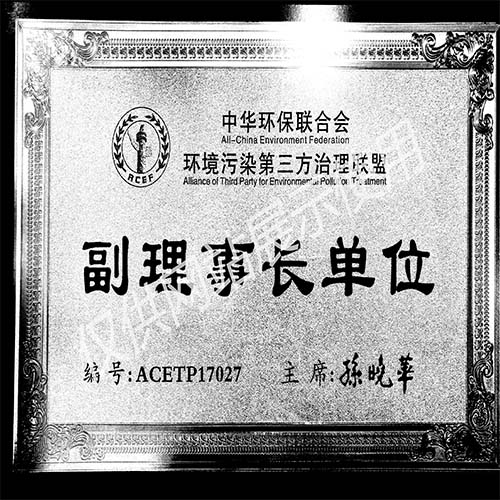 中华环保联合会
All-China Environment Federation
环境污染第三方治理联盟
Alliance of Third Party for Environmental Pollution Treatment
ACEF
副理事长单位
编号:ACETP17027 主席:孙晓华
仅供网站展示使用